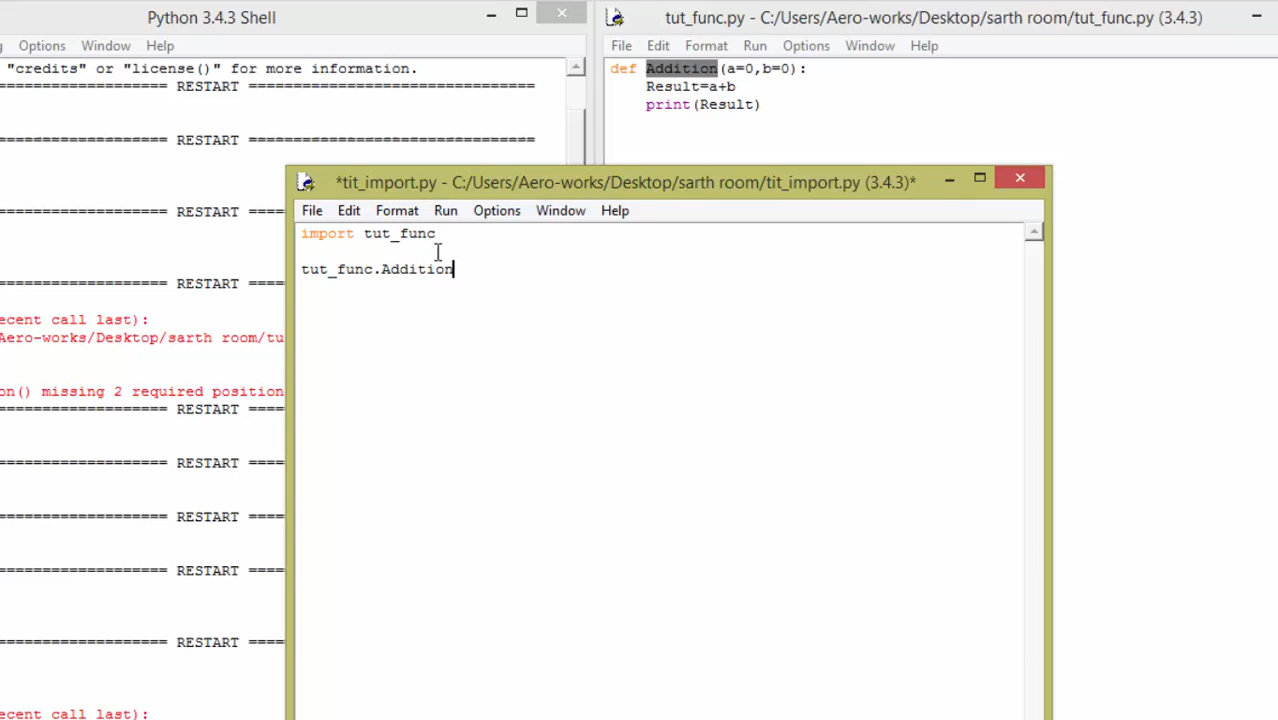 Python 3.4.3 Shell
Options Window Help
"credits" or "license()" for more information.
=================== RESTART ================================
=================== RESTART ================================
=================== RESTART ====
=================== RESTART ====
ecent call last):
Aero-works/Desktop/sarth room/tu
on() missing 2 required position
=================== RESTART ====
=================== RESTART ====
=================== RESTART ====
=================== RESTART ====
=================== RESTART ====
ecent call last):
tut_func.py - C:/Users/Aero-works/Desktop/sarth room/tut_func.py (3.4.3)
File Edit Format Run Options Window Help
def Addition(a=0,b=0):
Result=a+b
print(Result)
*tit_import.py - C:/Users/Aero-works/Desktop/sarth room/tit_import.py (3.4.3)*
File Edit Format Run Options Window Help
import tut_func
tut_func.Addition